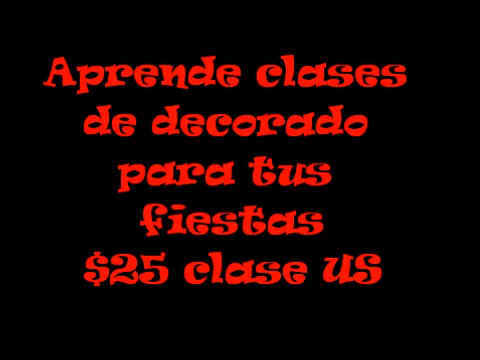 Aprende clases
de decorado
para tus
fiestas
$25 clase US